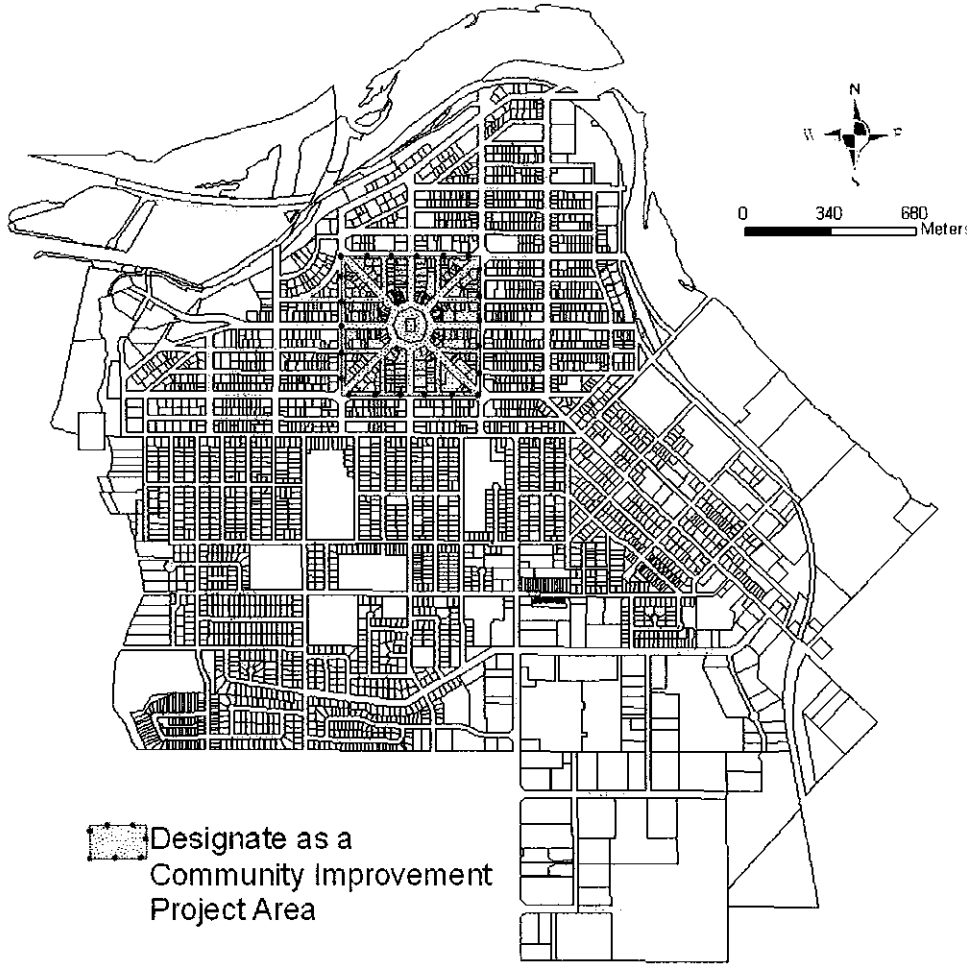 N
0 340 680
Meters
Designate as a
Community Improvement
Project Area